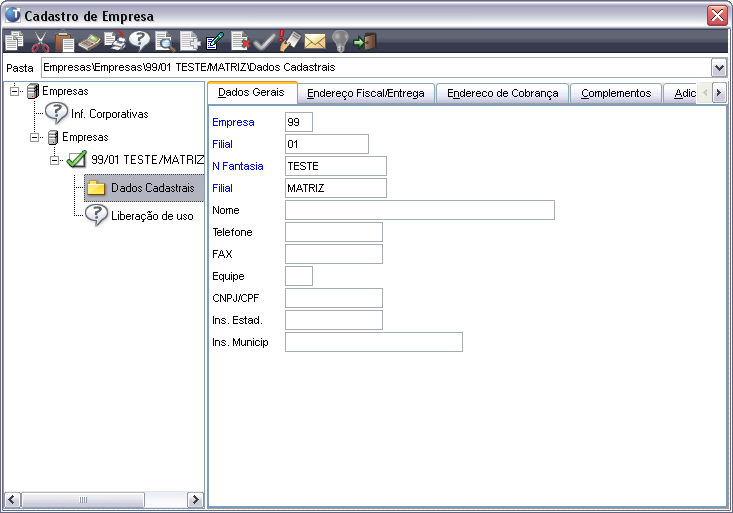 Cadastro de Empresa
Pasta Empresas\Empresas\99/01 TESTE/MATRIZ\Dados Cadastrais
Empresas
Inf. Corporativas
Empresas
99/01 TESTE/MATRIZ
Dados Cadastrais
Liberação de uso
Dados Gerais Endereço Fiscal/Entrega Endereco de Cobrança Complementos Adic
Empresa 99
Filial 01
N Fantasia TESTE
Filial MATRIZ
Nome
Telefone
FAX
Equipe
CNPJ/CPF
Ins. Estad.
Ins. Municip